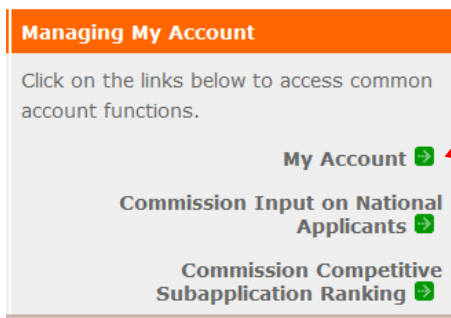 Managing My Account
Click on the links below to access common
account functions.
My Account
Commission Input on National
Applicants
Commission Competitive
Subapplication Ranking